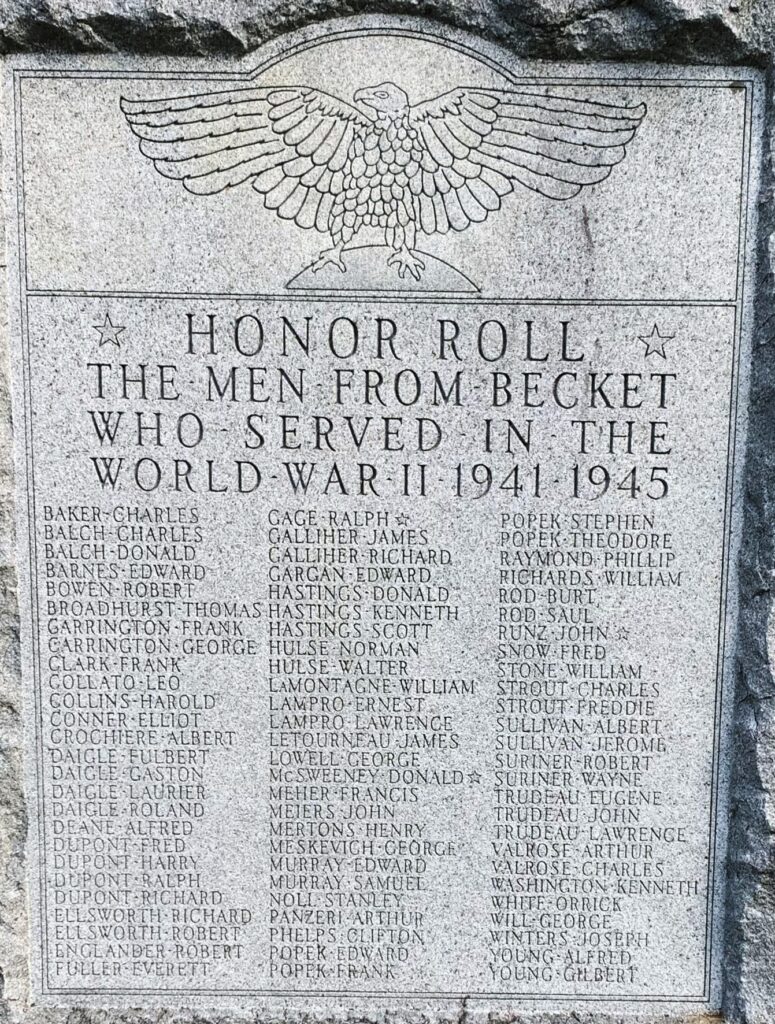 ☆ HONOR ROLL ☆
THE·MEN·FROM·BECKET
WHO·SERVED·IN·THE
WORLD·WAR·II·1941·1945
BAKER·CHARLES
BALCH·CHARLES
BALCH·DONALD
BARNES·EDWARD
BOWEN·ROBERT
BROADHURST·THOMAS
CARRINGTON·FRANK
CARRINGTON·GEORGE
CLARK·FRANK
COLLATO·LEO
COLLINS·HAROLD
CONNER·ELLIOT
CROCHIERE·ALBERT
DAIGLE·FULBERT
DAIGLE·GASTON
DAIGLE·LAURIER
DAIGLE·ROLAND
DEANE·ALFRED
DUPONT·FRED
DUPONT·HARRY
DUPONT·RALPH
DUPONT·RICHARD
ELLSWORTH·RICHARD
ELLSWORTH·ROBERT
ENGLANDER·ROBERT
FULLER·EVERETT
GAGE·RALPH☆
GALLIHER·JAMES
GALLIHER·RICHARD
GARGAN·EDWARD
HASTINGS·DONALD
HASTINGS·KENNETH
HASTINGS·SCOTT
HULSE·NORMAN
HULSE·WALTER
LAMONTAGNE·WILLIAM
LAMPRO·ERNEST
LAMPRO·LAWRENCE
LETOURNEAU·JAMES
LOWELL·GEORGE
McSWEENEY·DONALD☆
MEHER·FRANCIS
MEIERS·JOHN
MERTONS·HENRY
MESKEVICH·GEORGE
MURRAY·EDWARD
MURRAY·SAMUEL
NOLL·STANLEY
PANZERI·ARTHUR
PHELPS·CLIFTON
POPEK·EDWARD
POPEK·FRANK
POPEK·STEPHEN
POPEK·THEODORE
RAYMOND·PHILLIP
RICHARDS·WILLIAM
ROD·BURT
ROD·SAUL
RUNZ·JOHN☆
SNOW·FRED
STONE·WILLIAM
STROUT·CHARLES
STROUT·FREDDIE
SULLIVAN·ALBERT
SULLIVAN·JEROME
SURINER·ROBERT
SURINER·WAYNE
TRUDEAU·EUGENE
TRUDEAU·JOHN
TRUDEAU·LAWRENCE
VALROSE·ARTHUR
VALROSE·CHARLES
WASHINGTON·KENNETH
WHITE·ORRICK
WILL·GEORGE
WINTERS·JOSEPH
YOUNG·ALFRED
YOUNG·GILBERT